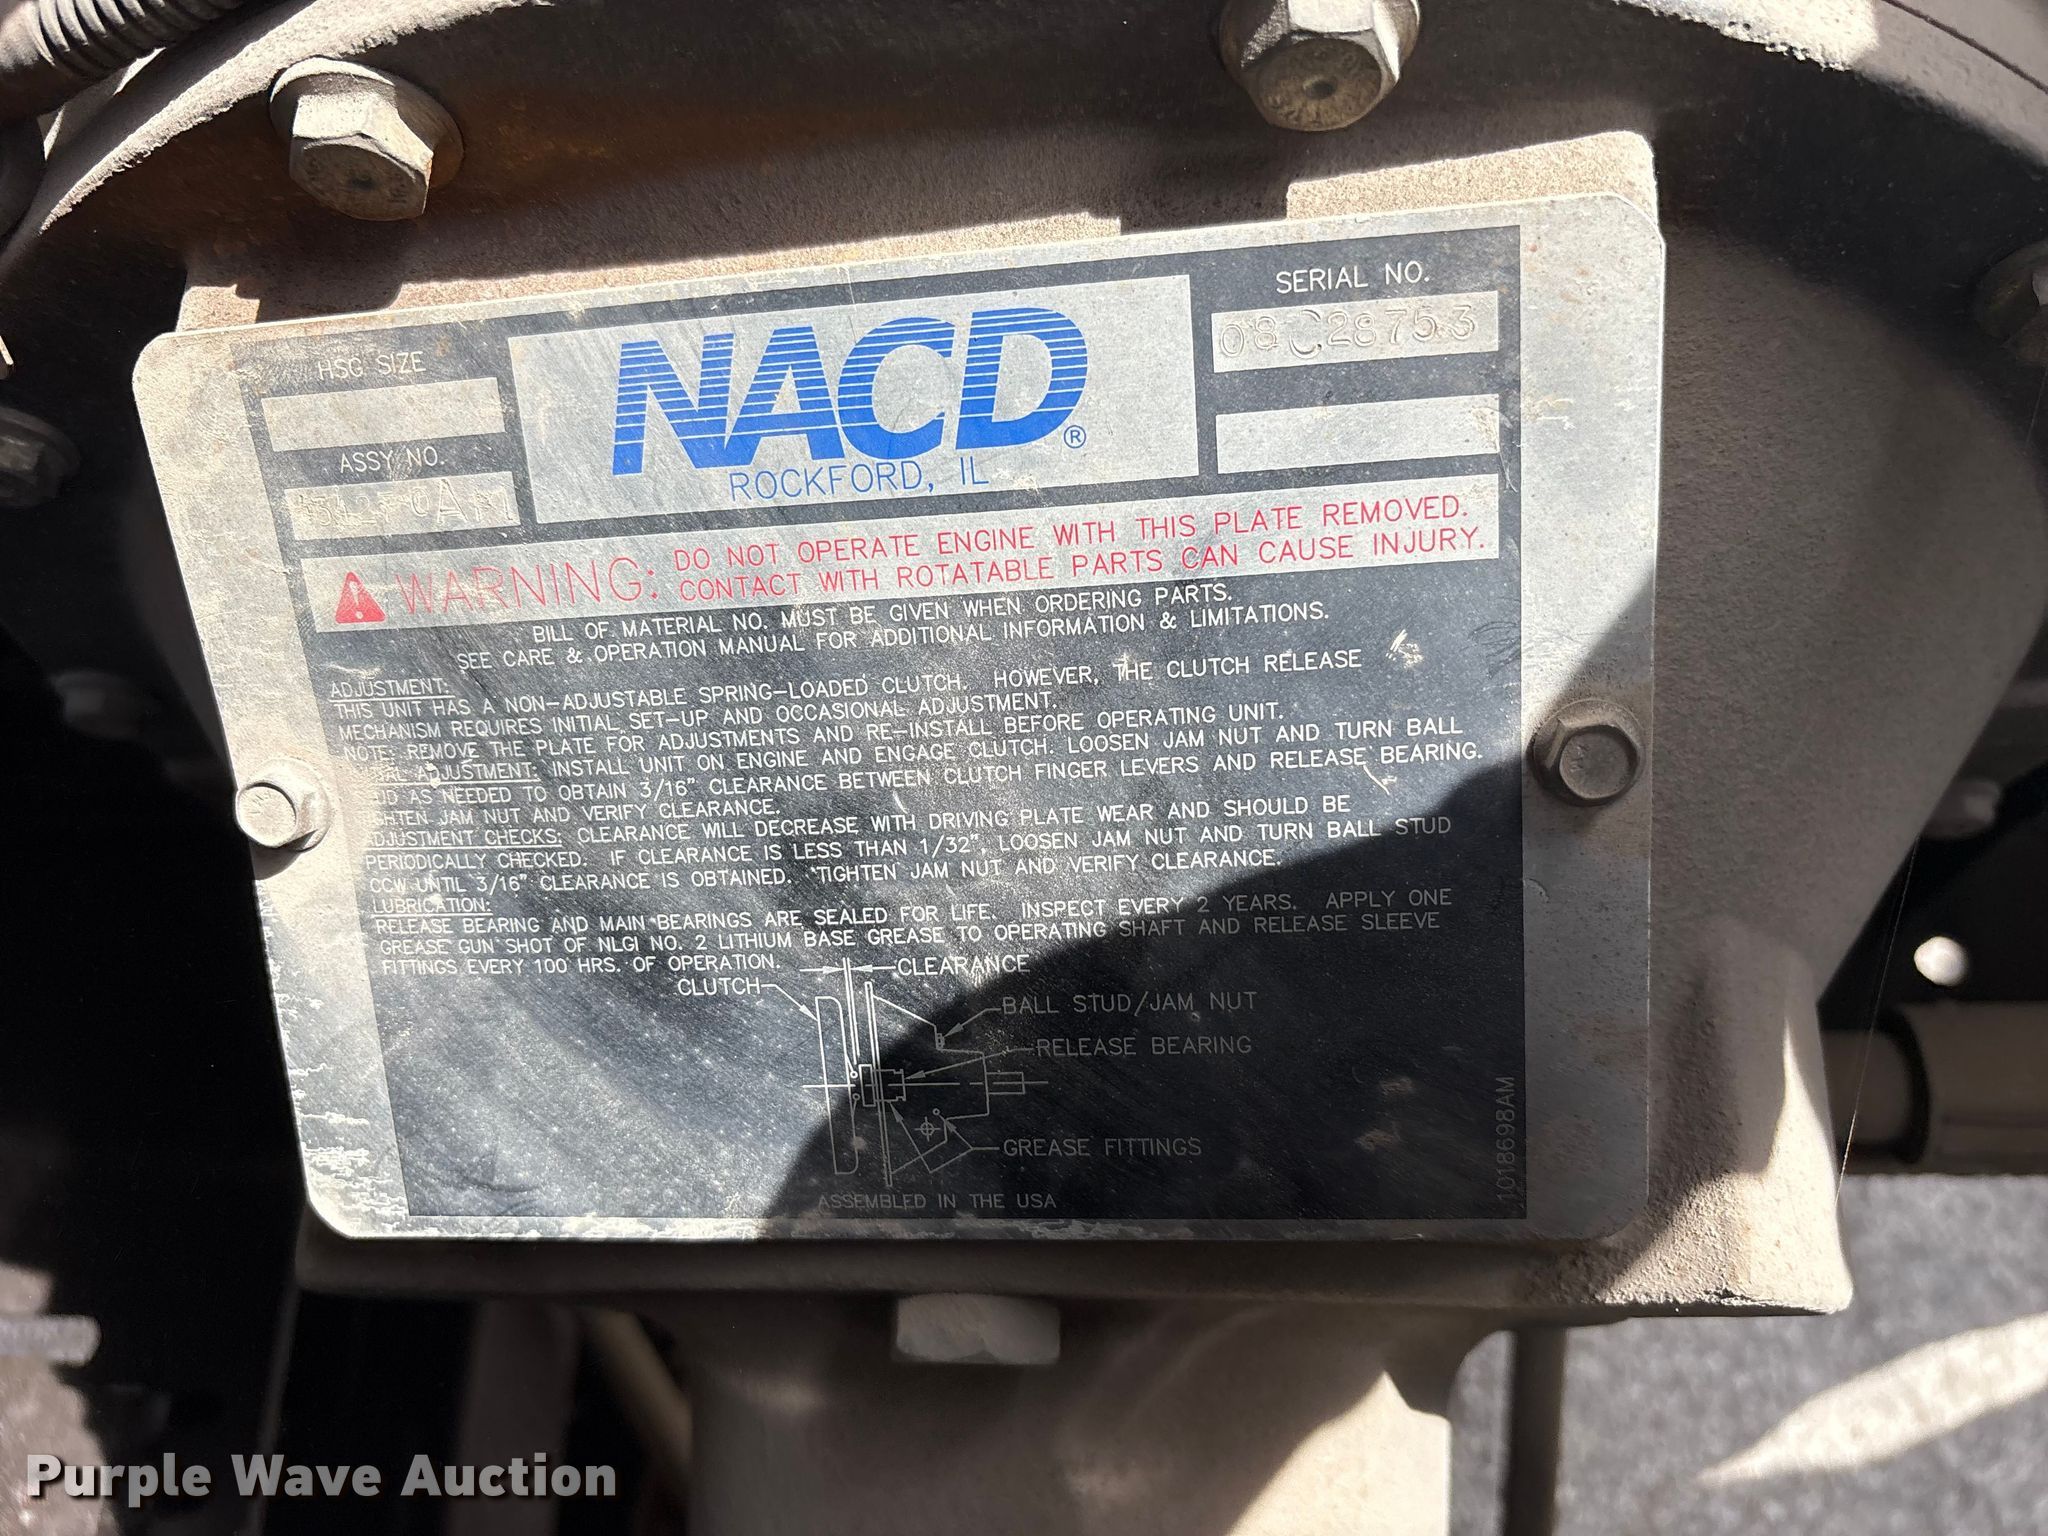 HSG SIZE
ASSY NO.
NACD®
ROCKFORD, IL
SERIAL NO.
08C28753
WARNING: DO NOT OPERATE ENGINE WITH THIS PLATE REMOVED.
CONTACT WITH ROTATABLE PARTS CAN CAUSE INJURY.
BILL OF MATERIAL NO. MUST BE GIVEN WHEN ORDERING PARTS.
SEE CARE & OPERATION MANUAL FOR ADDITIONAL INFORMATION & LIMITATIONS.
ADJUSTMENT:
THIS UNIT HAS A NON-ADJUSTABLE SPRING-LOADED CLUTCH. HOWEVER, THE CLUTCH RELEASE
MECHANISM REQUIRES INITIAL SET-UP AND OCCASIONAL ADJUSTMENT.
NOTE: REMOVE THE PLATE FOR ADJUSTMENTS AND RE-INSTALL BEFORE OPERATING UNIT.
ADJUSTMENT: INSTALL UNIT ON ENGINE AND ENGAGE CLUTCH. LOOSEN JAM NUT AND TURN BALL
AS NEEDED TO OBTAIN 3/16" CLEARANCE BETWEEN CLUTCH FINGER LEVERS AND RELEASE BEARING.
JAM NUT AND VERIFY CLEARANCE.
ADJUSTMENT CHECKS: CLEARANCE WILL DECREASE WITH DRIVING PLATE WEAR AND SHOULD BE
PERIODICALLY CHECKED. IF CLEARANCE IS LESS THAN 1/32", LOOSEN JAM NUT AND TURN BALL STUD
CCW UNTIL 3/16" CLEARANCE IS OBTAINED. TIGHTEN JAM NUT AND VERIFY CLEARANCE.
LUBRICATION:
RELEASE BEARING AND MAIN BEARINGS ARE SEALED FOR LIFE. INSPECT EVERY 2 YEARS. APPLY ONE
GREASE GUN SHOT OF NLGI NO. 2 LITHIUM BASE GREASE TO OPERATING SHAFT AND RELEASE SLEEVE
FITTINGS EVERY 100 HRS. OF OPERATION.
CLEARANCE
CLUTCH
BALL STUD/JAM NUT
RELEASE BEARING
GREASE FITTINGS
ASSEMBLED IN THE USA
1018698AM
Purple Wave Auction